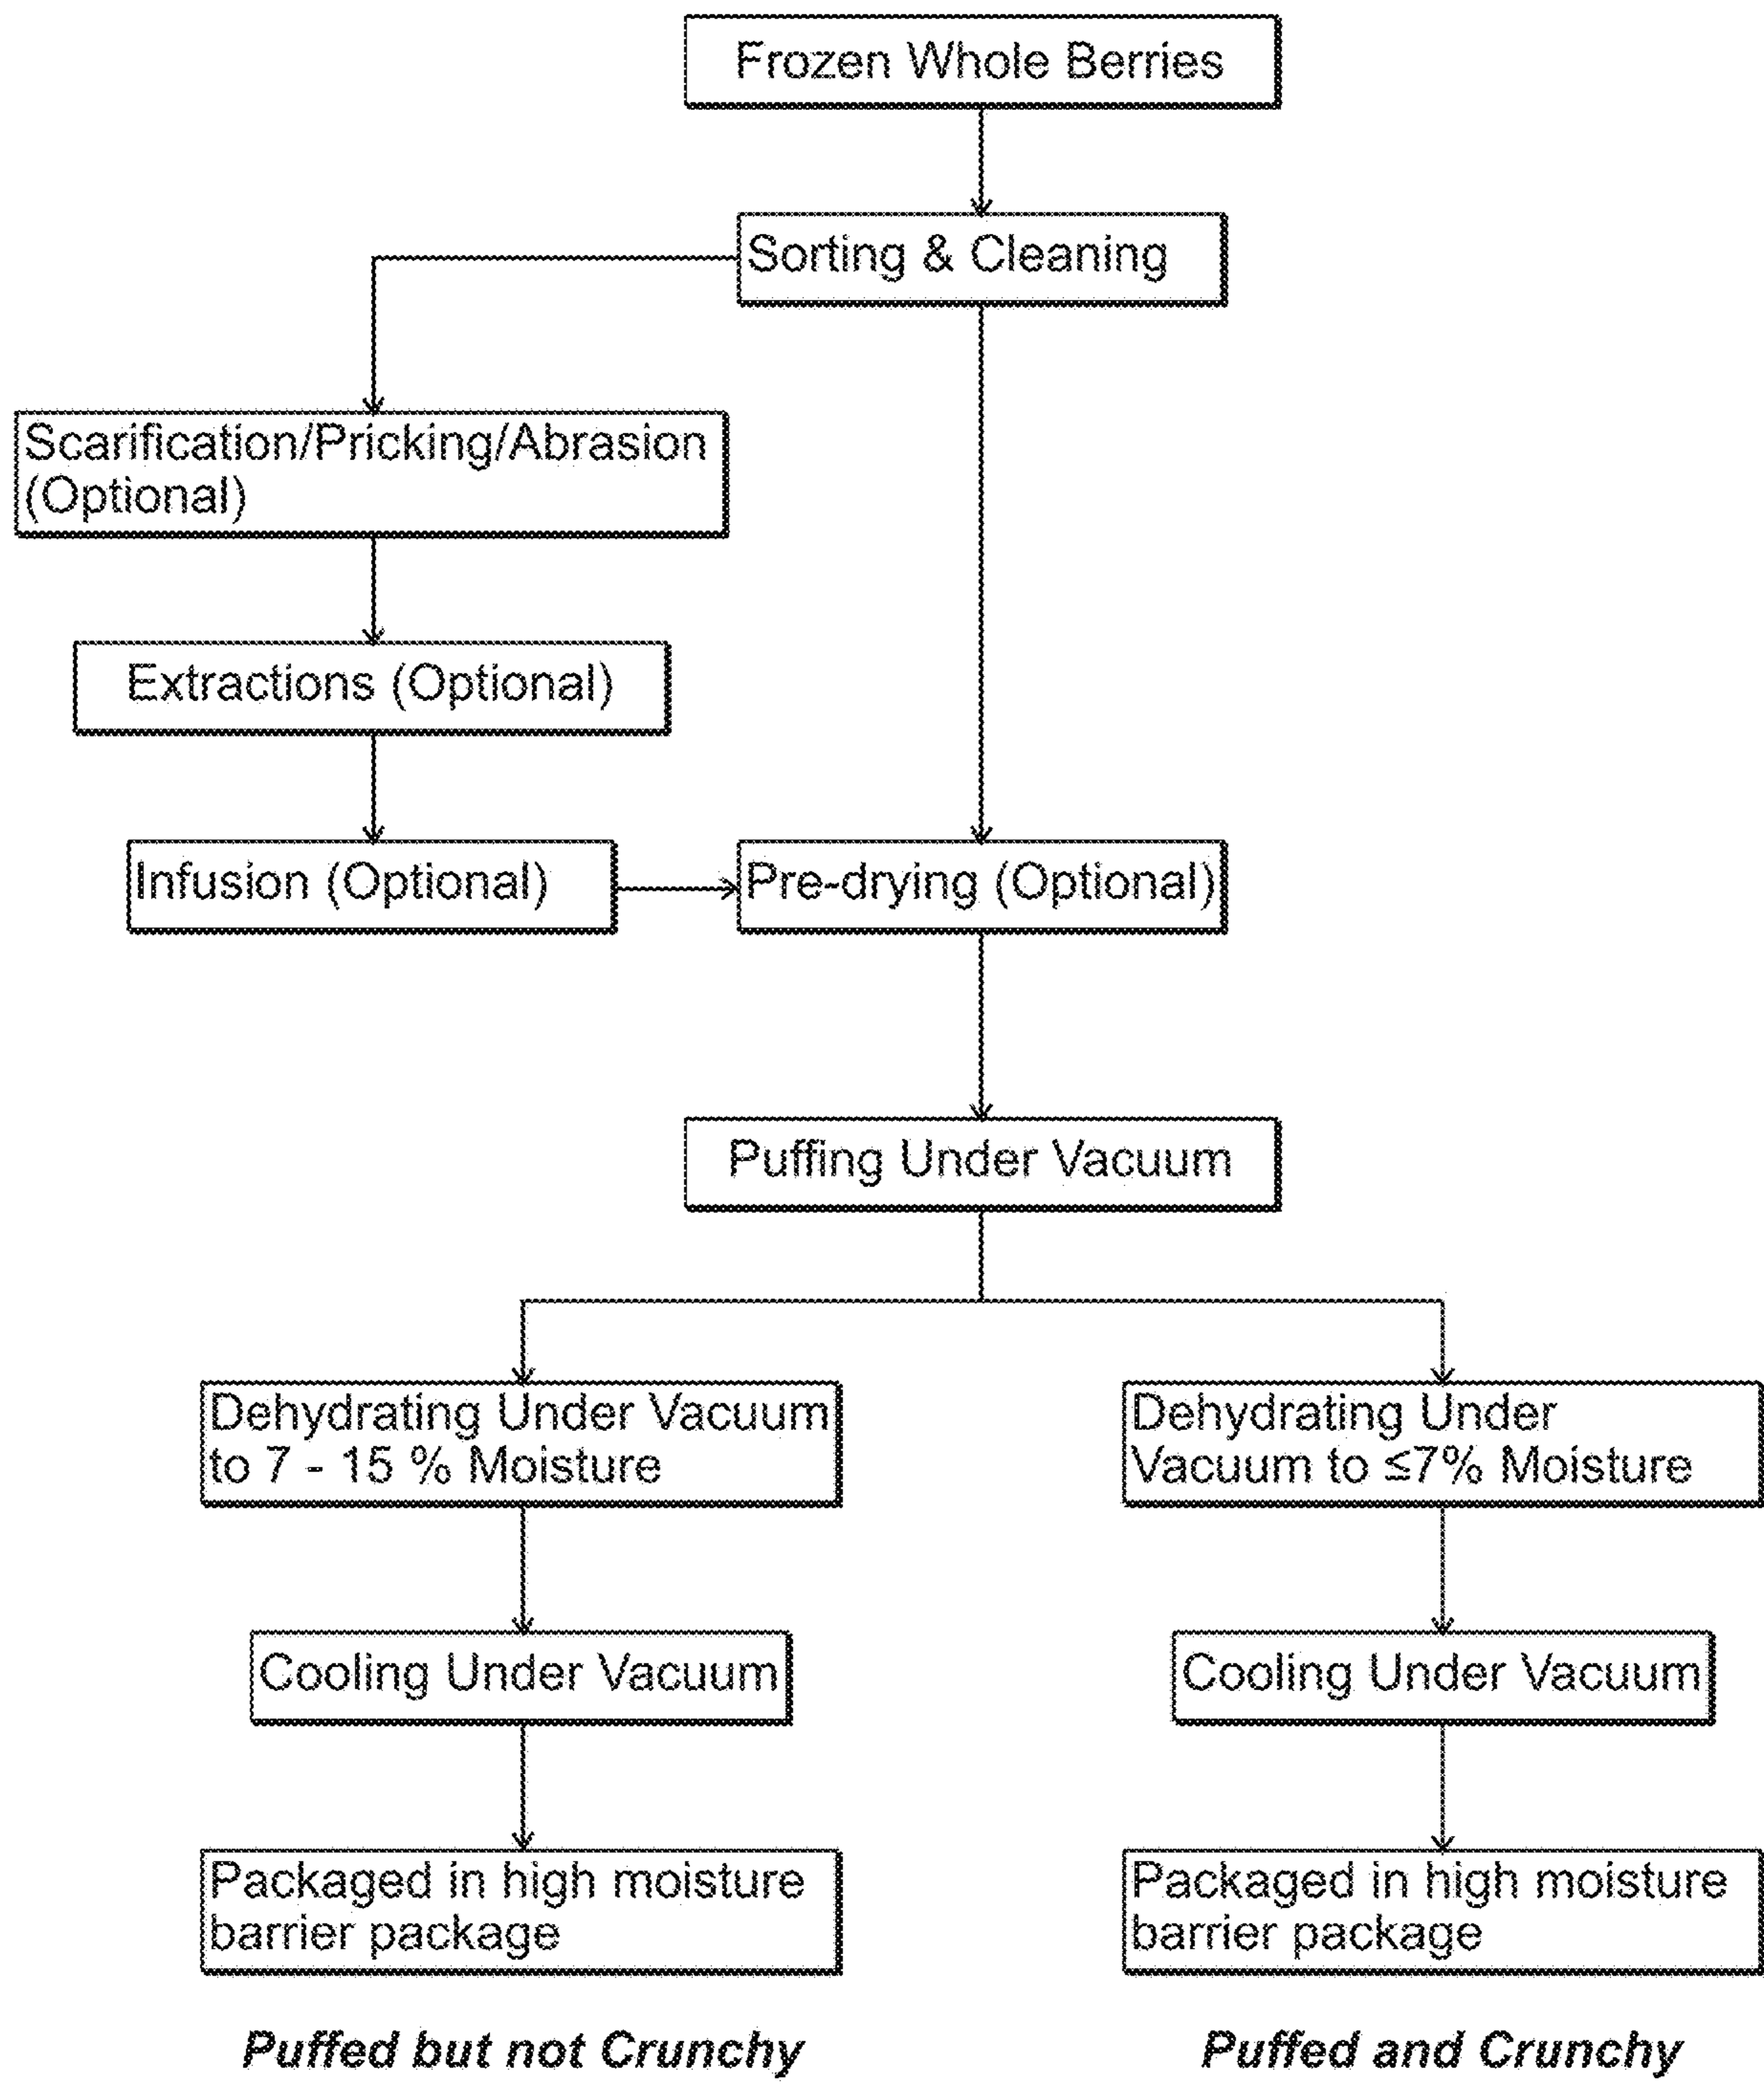 Frozen Whole Berries
Sorting & Cleaning
Scarification/Pricking/Abrasion
(Optional)
Extractions (Optional)
Infusion (Optional)
Pre-drying (Optional)
Puffing Under Vacuum
Dehydrating Under Vacuum
to 7 - 15 % Moisture
Dehydrating Under
Vacuum to ≤7% Moisture
Cooling Under Vacuum
Cooling Under Vacuum
Packaged in high moisture
barrier package
Packaged in high moisture
barrier package
Puffed but not Crunchy
Puffed and Crunchy